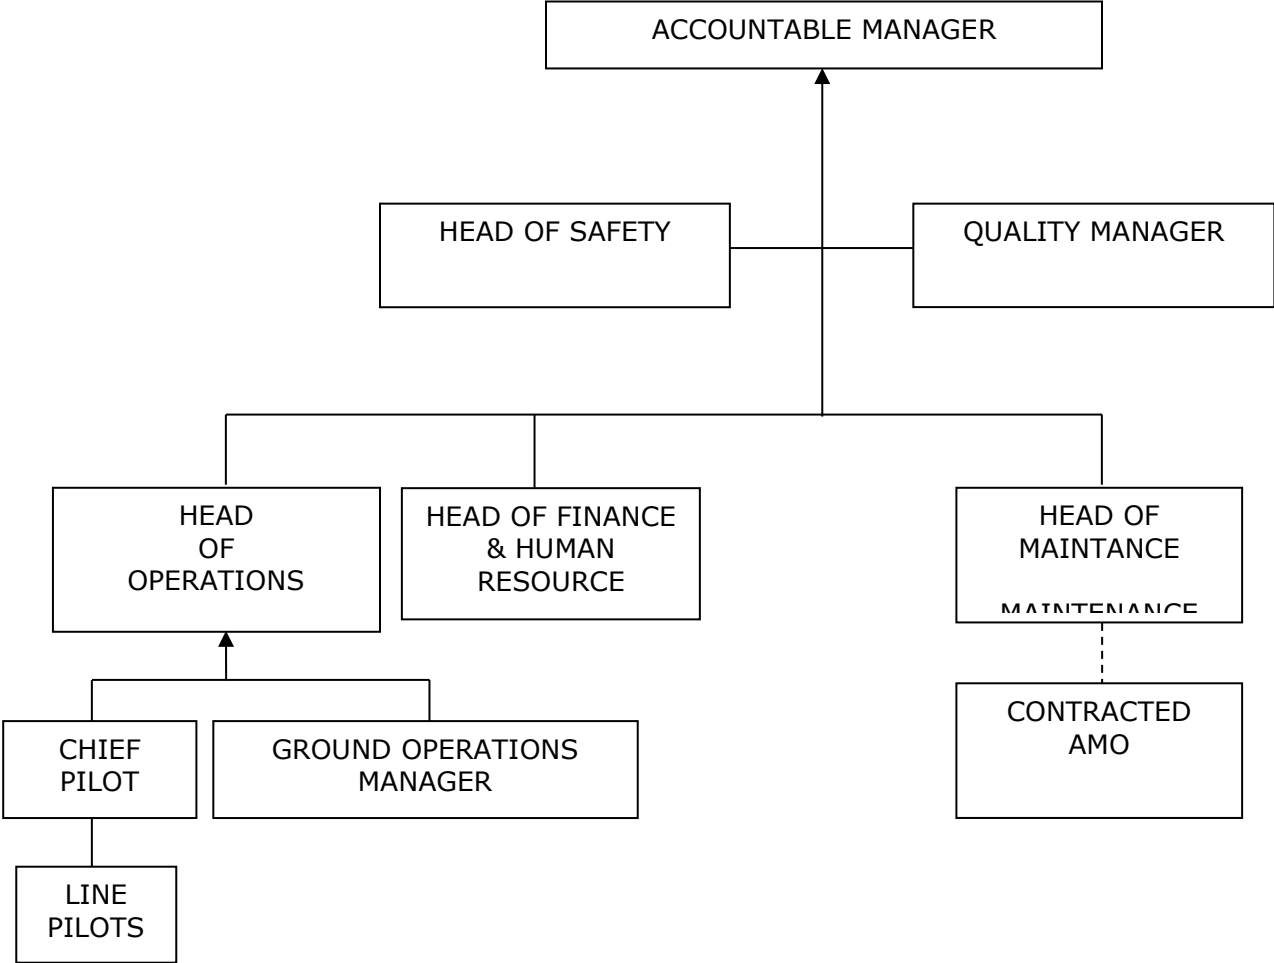 ACCOUNTABLE MANAGER
HEAD OF SAFETY
QUALITY MANAGER
HEAD
OF
OPERATIONS
HEAD OF FINANCE
& HUMAN
RESOURCE
HEAD OF
MAINTANCE
MAINTENANCE
CHIEF
PILOT
GROUND OPERATIONS
MANAGER
CONTRACTED
AMO
LINE
PILOTS